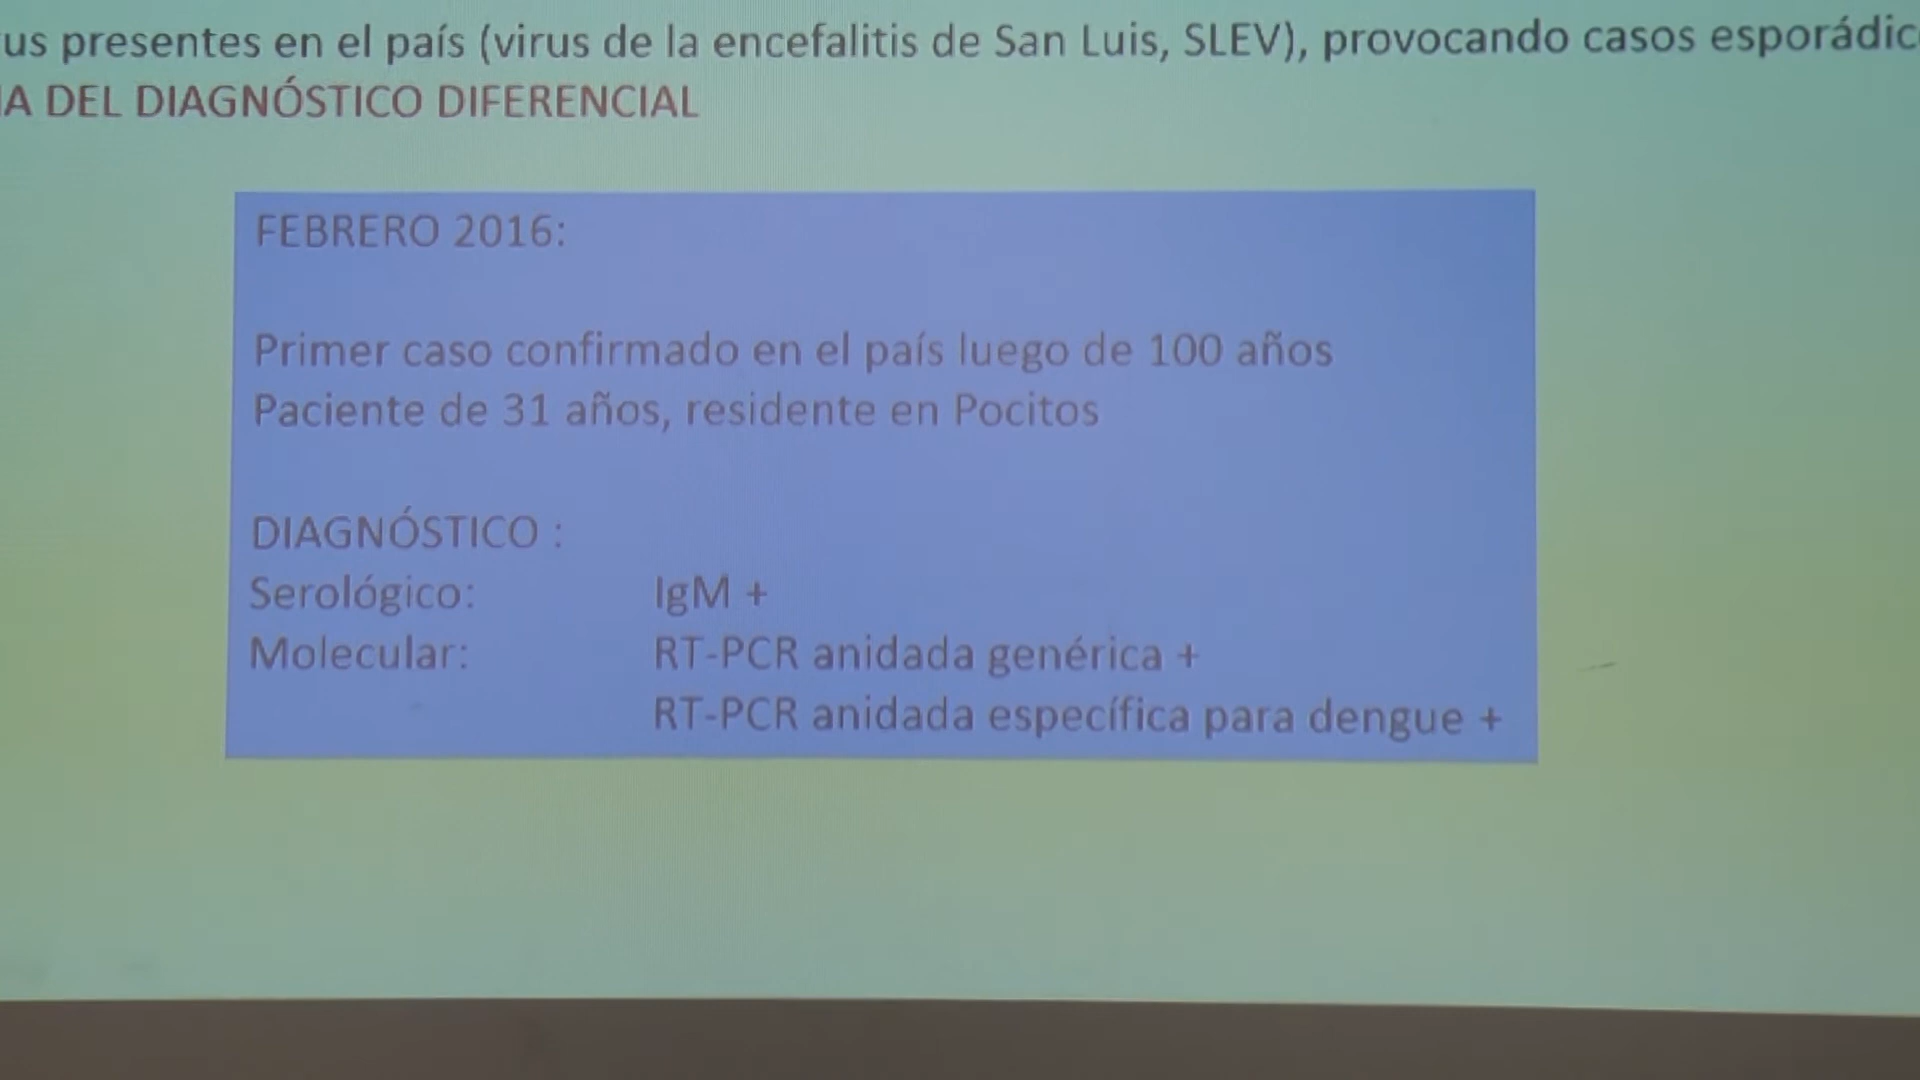 presentes en el país (virus de la encefalitis de San Luis, SLEV), provocando casos
DEL DIAGNÓSTICO DIFERENCIAL
FEBRERO 2016:
Primer caso confirmado en el país luego de 100 años
Paciente de 31 años, residente en Pocitos
DIAGNÓSTICO :
Serológico: IgM +
Molecular: RT-PCR anidada genérica +
RT-PCR anidada específica para dengue +